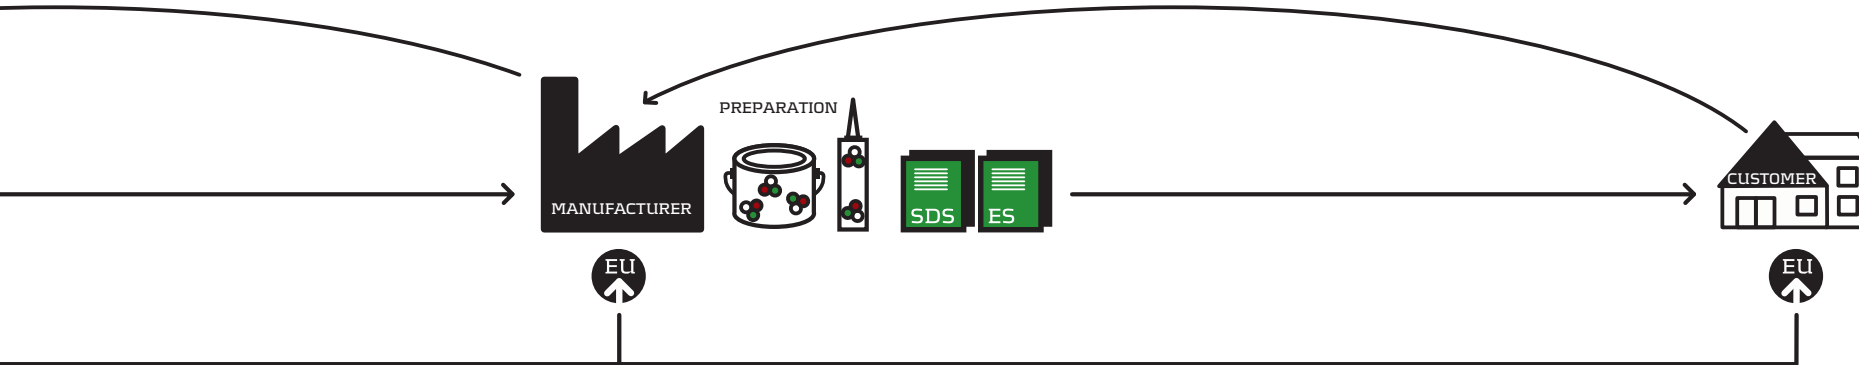 PREPARATION
MANUFACTURER
SDS
ES
CUSTOMER
EU
EU